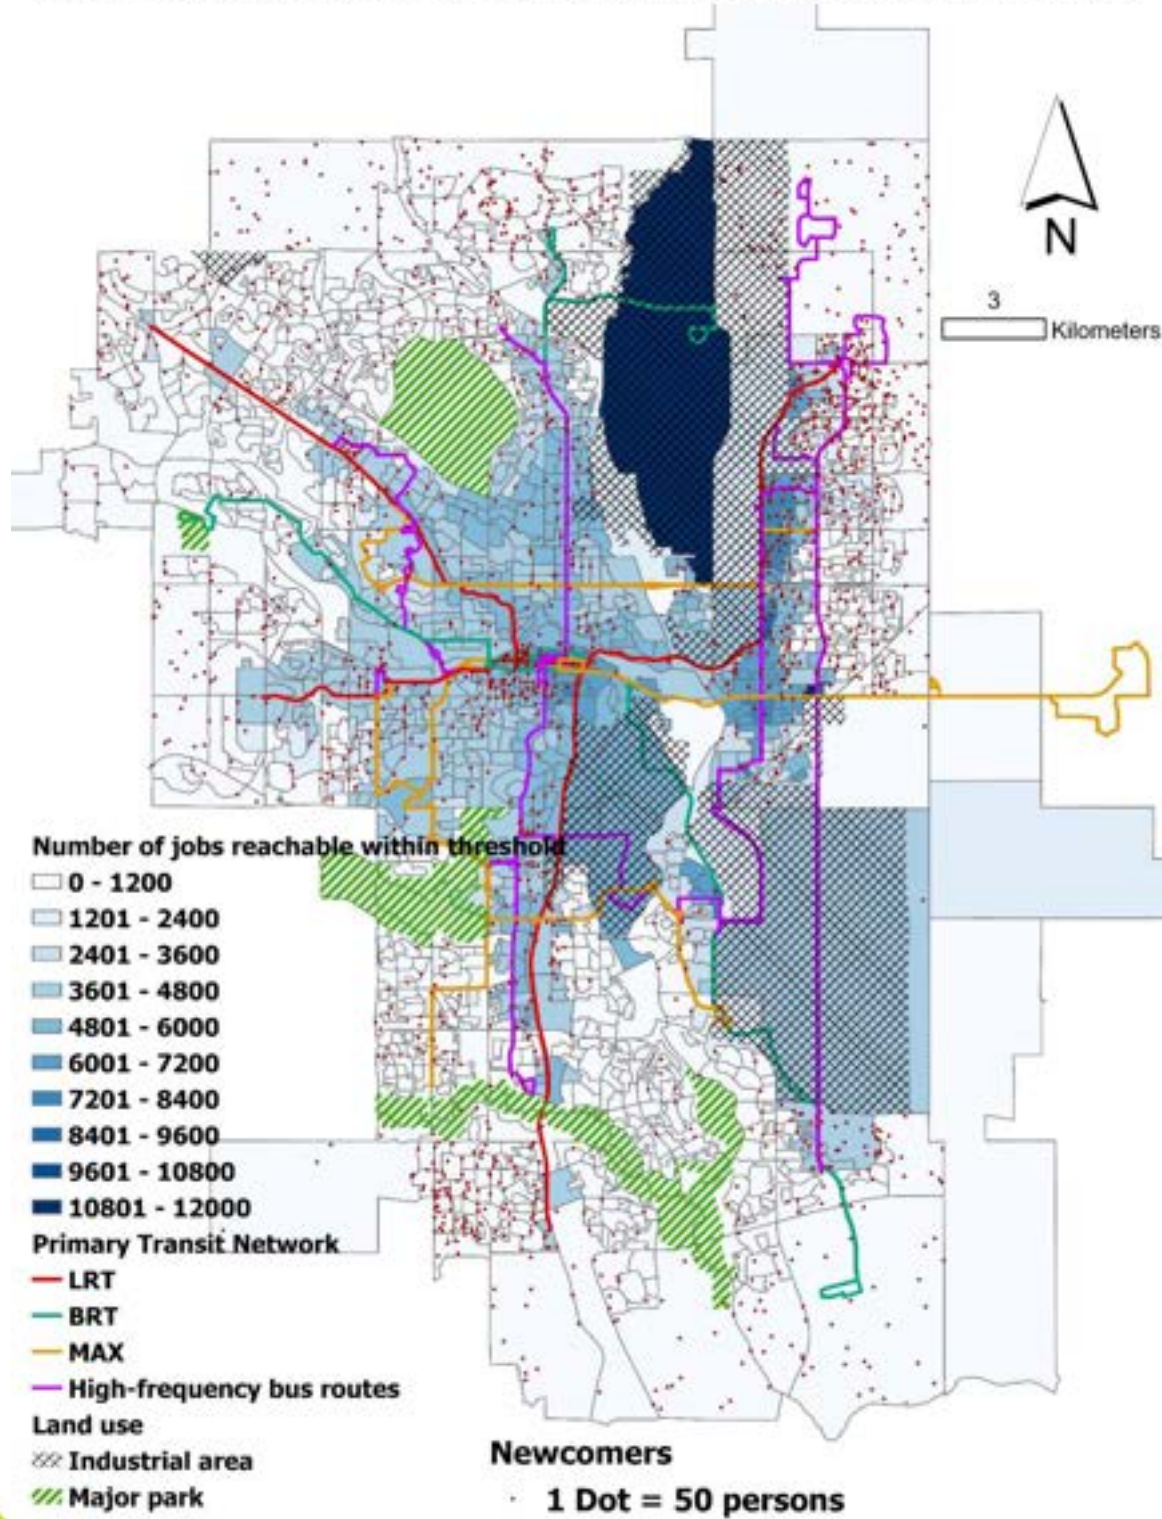 N
3
Kilometers
Number of jobs reachable within threshold
0 - 1200
1201 - 2400
2401 - 3600
3601 - 4800
4801 - 6000
6001 - 7200
7201 - 8400
8401 - 9600
9601 - 10800
10801 - 12000
Primary Transit Network
LRT
BRT
MAX
High-frequency bus routes
Land use
Industrial area
Major park
Newcomers
1 Dot = 50 persons